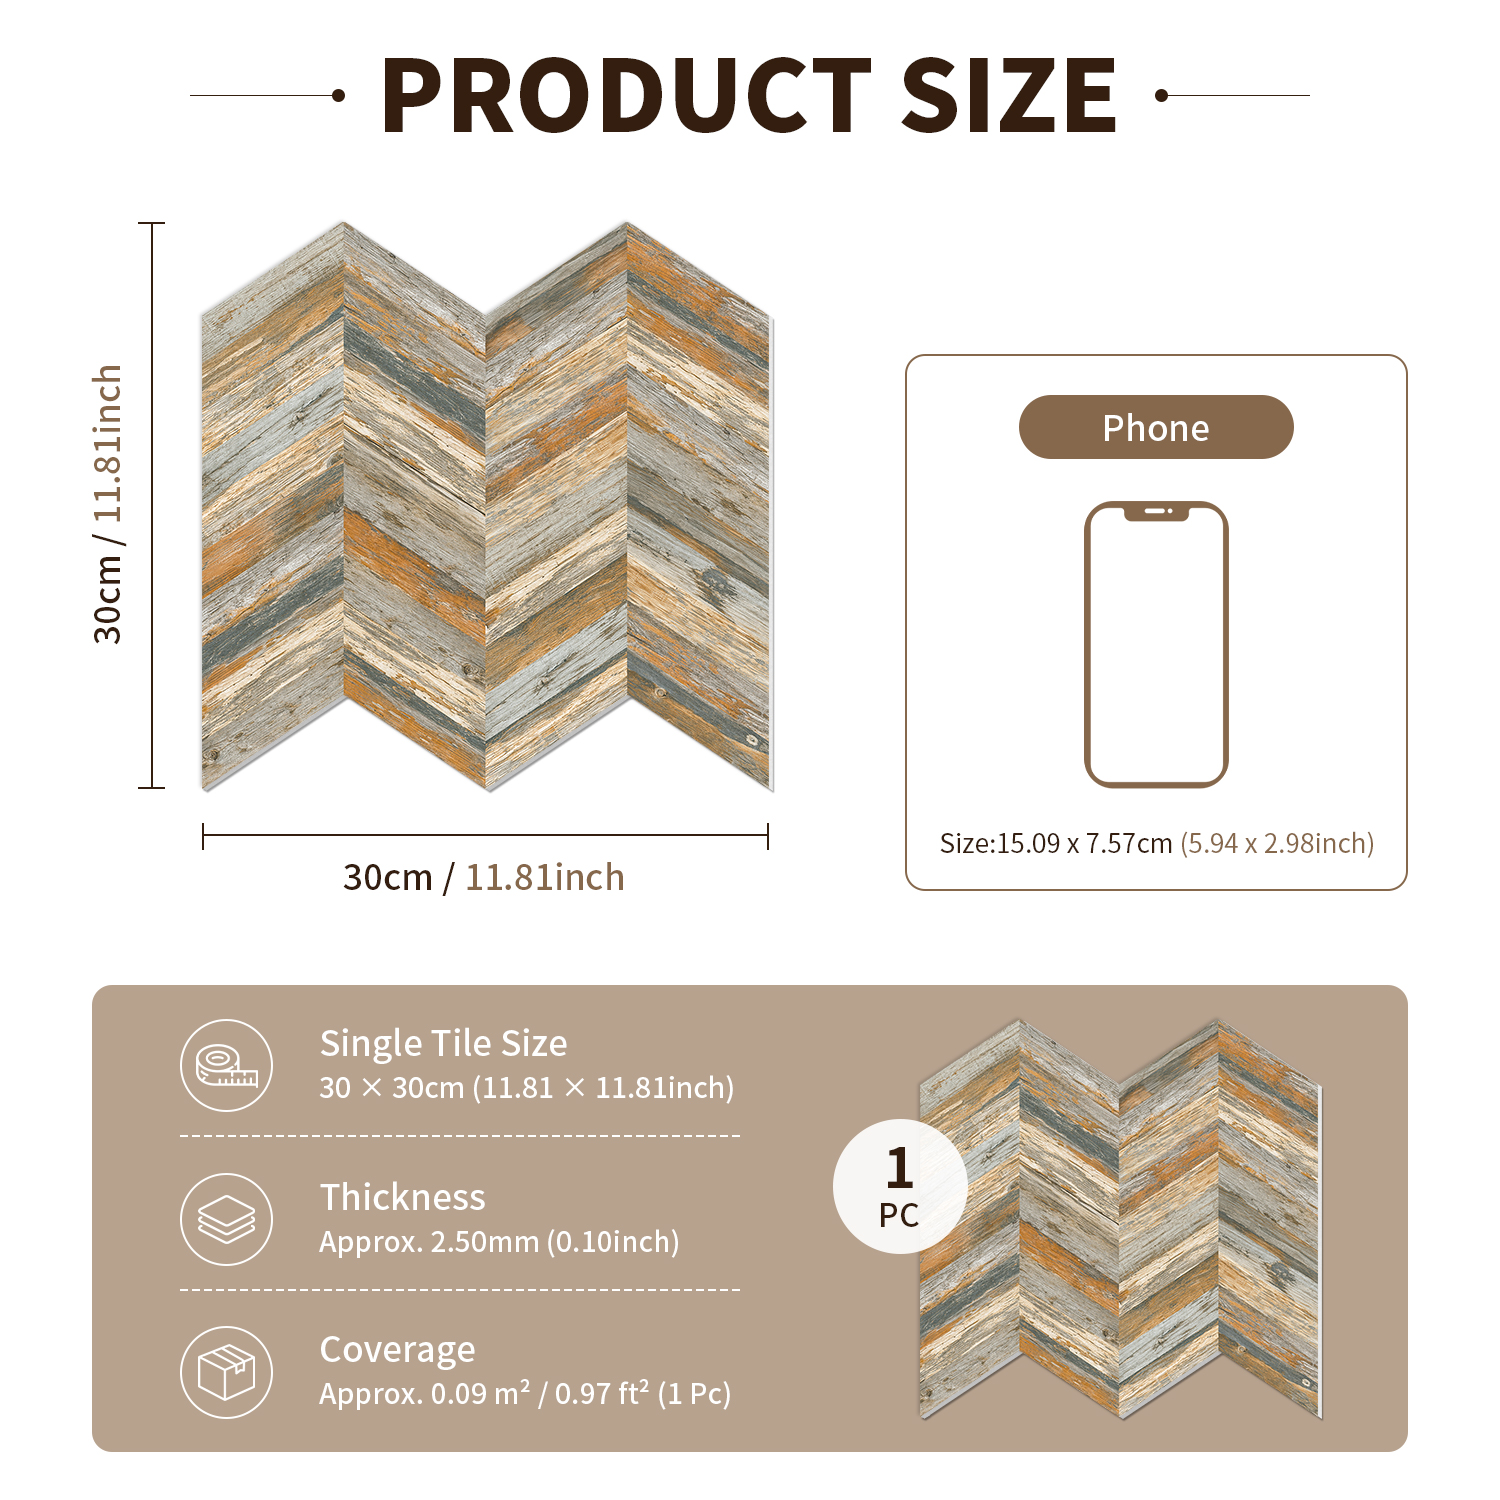 PRODUCT SIZE
30cm / 11.81inch
30cm / 11.81inch
Phone
Size:15.09 x 7.57cm (5.94 x 2.98inch)
Single Tile Size
30 × 30cm (11.81 × 11.81inch)
Thickness
Approx. 2.50mm (0.10inch)
Coverage
Approx. 0.09 m² / 0.97 ft² (1 Pc)
1
PC